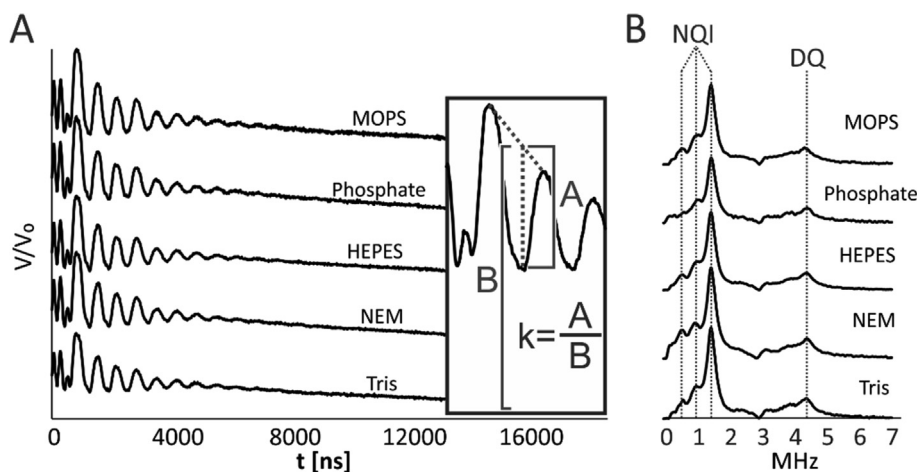 A
V/Vo
MOPS
Phosphate
HEPES
NEM
Tris
0 4000 8000 12000 16000
t [ns]
A
B
k= A
B
B
NQI DQ
MOPS
Phosphate
HEPES
NEM
Tris
0 1 2 3 4 5 6 7
MHz